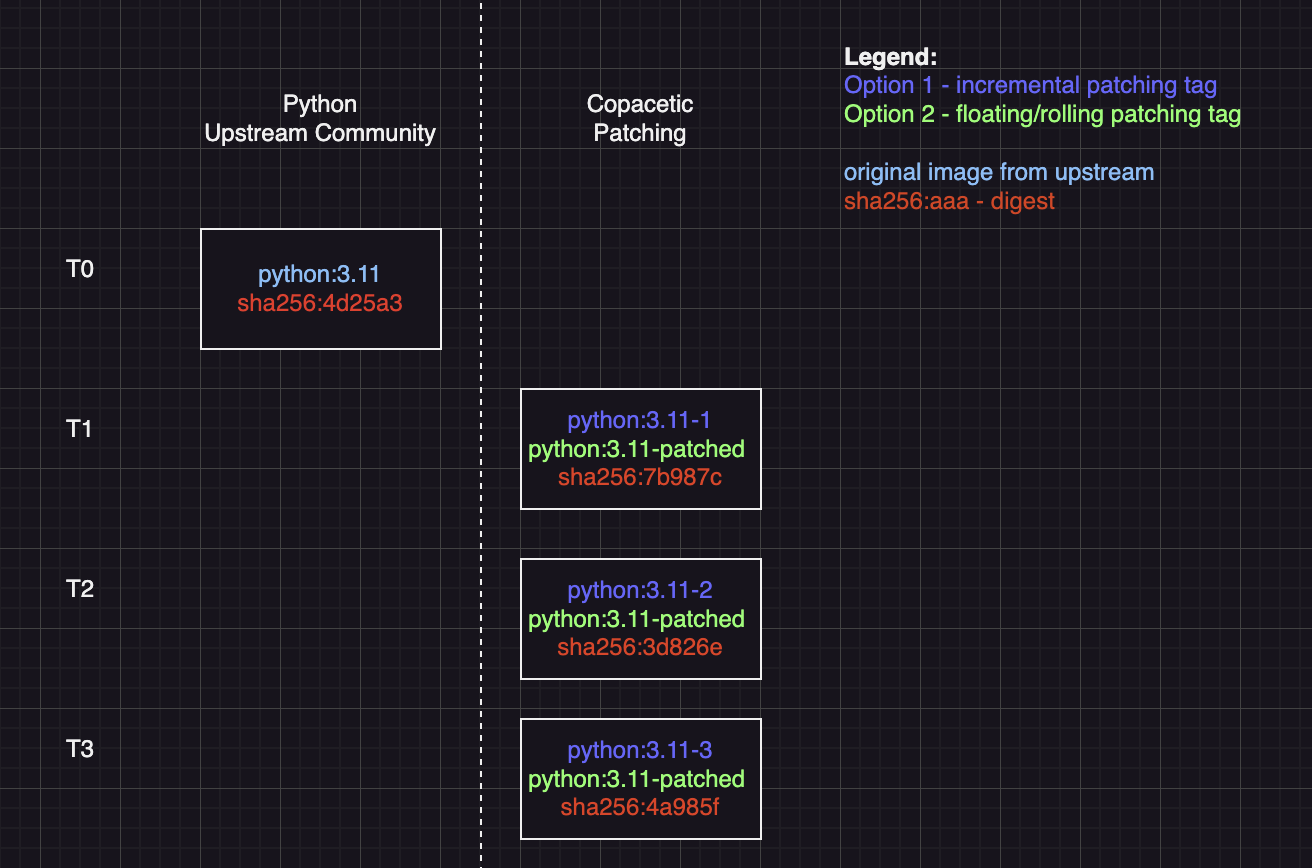 Legend:
Option 1 - incremental patching tag
Option 2 - floating/rolling patching tag
original image from upstream
sha256:aaa - digest
Python
Upstream Community
Copacetic
Patching
T0
python:3.11
sha256:4d25a3
T1
python:3.11-1
python:3.11-patched
sha256:7b987c
T2
python:3.11-2
python:3.11-patched
sha256:3d826e
T3
python:3.11-3
python:3.11-patched
sha256:4a985f